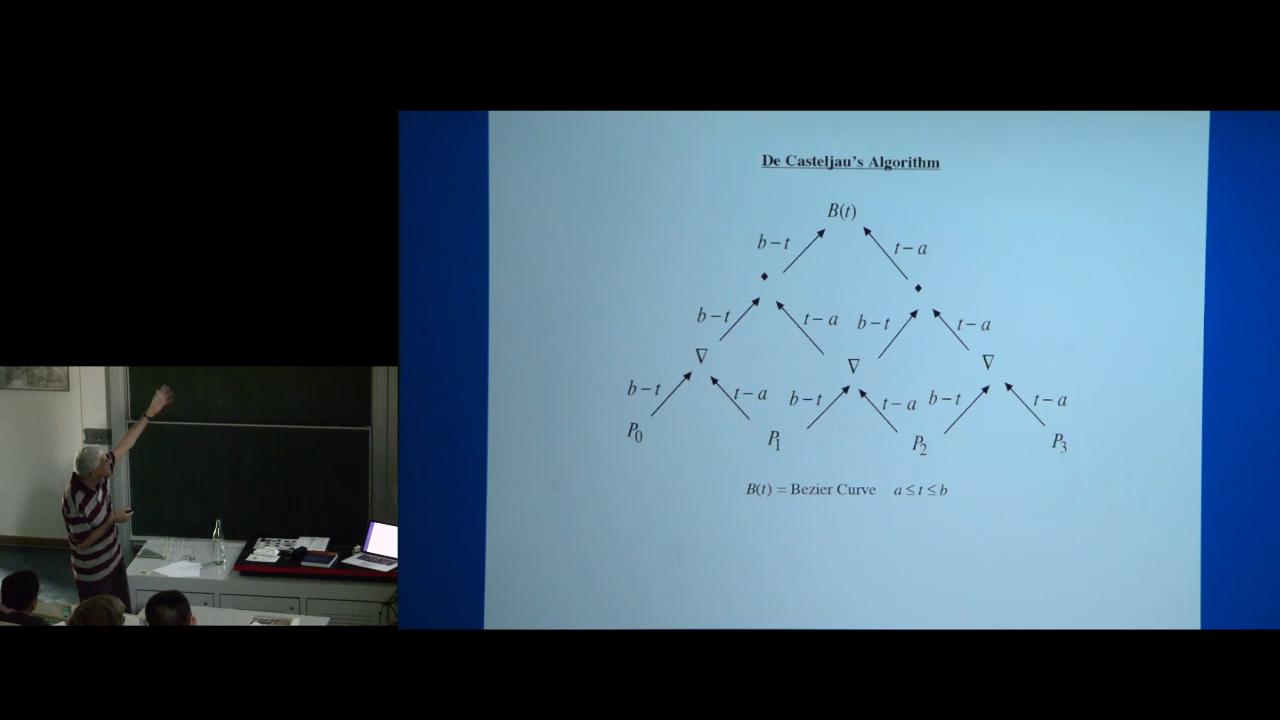 De Casteljau's Algorithm
B(t)
b – t t – a
b – t t – a b – t t – a
∇ ∇ ∇
b – t t – a b – t t – a b – t t – a
P₀ P₁ P₂ P₃
B(t) = Bezier Curve a ≤ t ≤ b